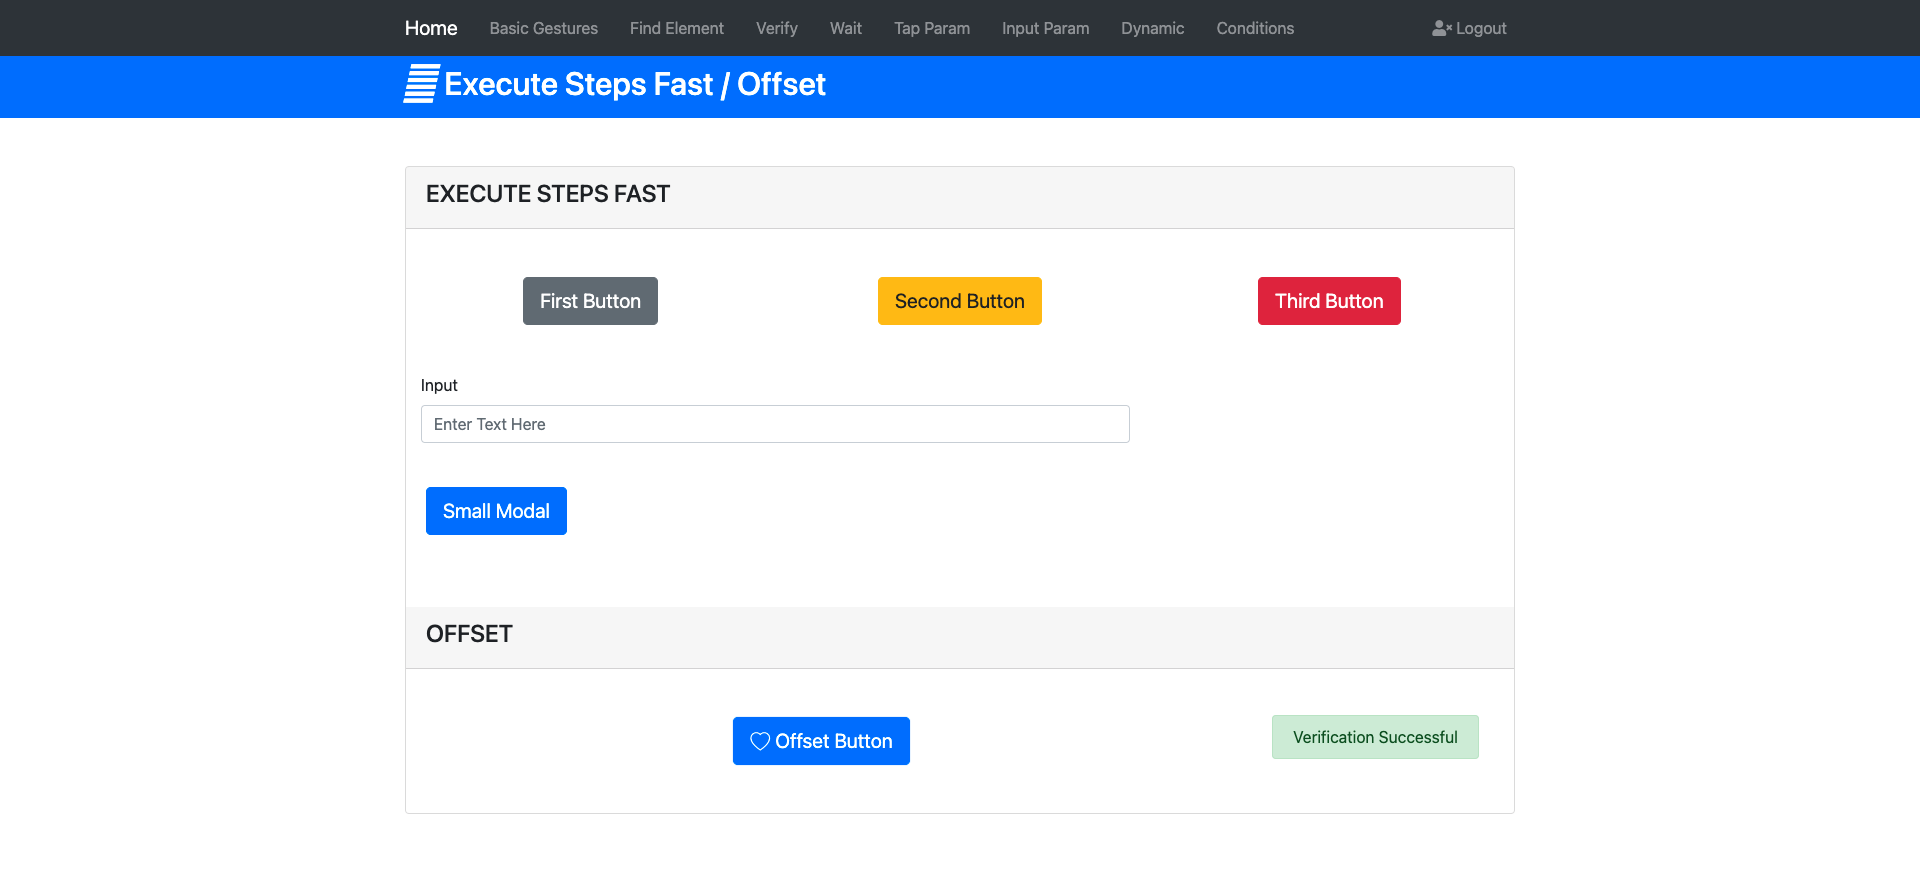 Home Basic Gestures Find Element Verify Wait Tap Param Input Param Dynamic Conditions Logout
Execute Steps Fast / Offset
EXECUTE STEPS FAST
First Button Second Button Third Button
Input
Enter Text Here
Small Modal
OFFSET
Offset Button Verification Successful